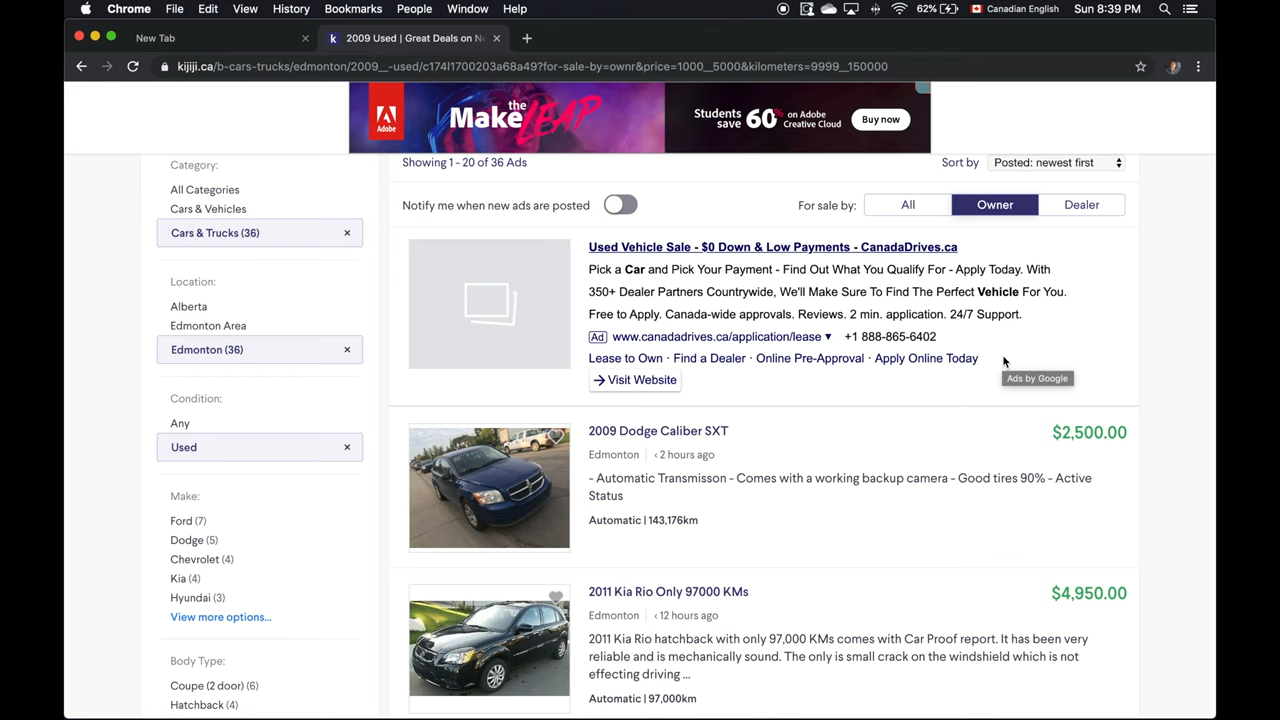 Chrome File Edit View History Bookmarks People Window Help 62% Canadian English Sun 8:39 PM
New Tab
k 2009 Used | Great Deals on Ne
kijiji.ca/b-cars-trucks/edmonton/2009__-used/c174l1700203a68a49?for-sale-by=ownr&price=1000__5000&kilometers=9999__150000
Adobe
Make the LEAP
Students save 60% on Adobe Creative Cloud
Buy now
Category:
All Categories
Cars & Vehicles
Cars & Trucks (36) ×
Location:
Alberta
Edmonton Area
Edmonton (36) ×
Condition:
Any
Used ×
Make:
Ford (7)
Dodge (5)
Chevrolet (4)
Kia (4)
Hyundai (3)
View more options...
Body Type:
Coupe (2 door) (6)
Hatchback (4)
Showing 1 - 20 of 36 Ads
Sort by Posted: newest first
Notify me when new ads are posted
For sale by: All Owner Dealer
Used Vehicle Sale - $0 Down & Low Payments - CanadaDrives.ca
Pick a Car and Pick Your Payment - Find Out What You Qualify For - Apply Today. With
350+ Dealer Partners Countrywide, We'll Make Sure To Find The Perfect Vehicle For You.
Free to Apply. Canada-wide approvals. Reviews. 2 min. application. 24/7 Support.
Ad www.canadadrives.ca/application/lease ▼ +1 888-865-6402
Lease to Own · Find a Dealer · Online Pre-Approval · Apply Online Today
Ads by Google
→ Visit Website
2009 Dodge Caliber SXT
$2,500.00
Edmonton | < 2 hours ago
- Automatic Transmisson - Comes with a working backup camera - Good tires 90% - Active
Status
Automatic | 143,176km
2011 Kia Rio Only 97000 KMs
$4,950.00
Edmonton | < 12 hours ago
2011 Kia Rio hatchback with only 97,000 KMs comes with Car Proof report. It has been very
reliable and is mechanically sound. The only is small crack on the windshield which is not
effecting driving ...
Automatic | 97,000km